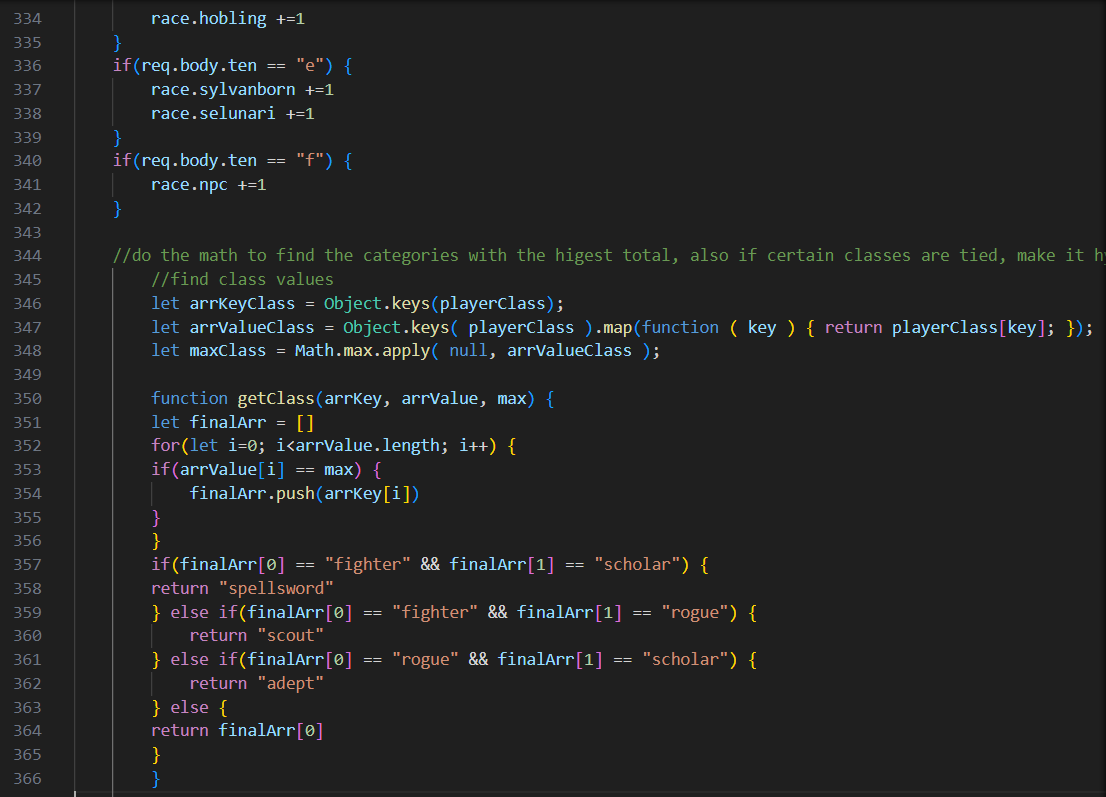 334 race.hobling +=1
335 }
336 if(req.body.ten == "e") {
337 race.sylvanborn +=1
338 race.selunari +=1
339 }
340 if(req.body.ten == "f") {
341 race.npc +=1
342 }
343
344 //do the math to find the categories with the higest total, also if certain classes are tied, make it
345 //find class values
346 let arrKeyClass = Object.keys(playerClass);
347 let arrValueClass = Object.keys( playerClass ).map(function ( key ) { return playerClass[key]; });
348 let maxClass = Math.max.apply( null, arrValueClass );
349
350 function getClass(arrKey, arrValue, max) {
351 let finalArr = []
352 for(let i=0; i<arrValue.length; i++) {
353 if(arrValue[i] == max) {
354 finalArr.push(arrKey[i])
355 }
356 }
357 if(finalArr[0] == "fighter" && finalArr[1] == "scholar") {
358 return "spellsword"
359 } else if(finalArr[0] == "fighter" && finalArr[1] == "rogue") {
360 return "scout"
361 } else if(finalArr[0] == "rogue" && finalArr[1] == "scholar") {
362 return "adept"
363 } else {
364 return finalArr[0]
365 }
366 }